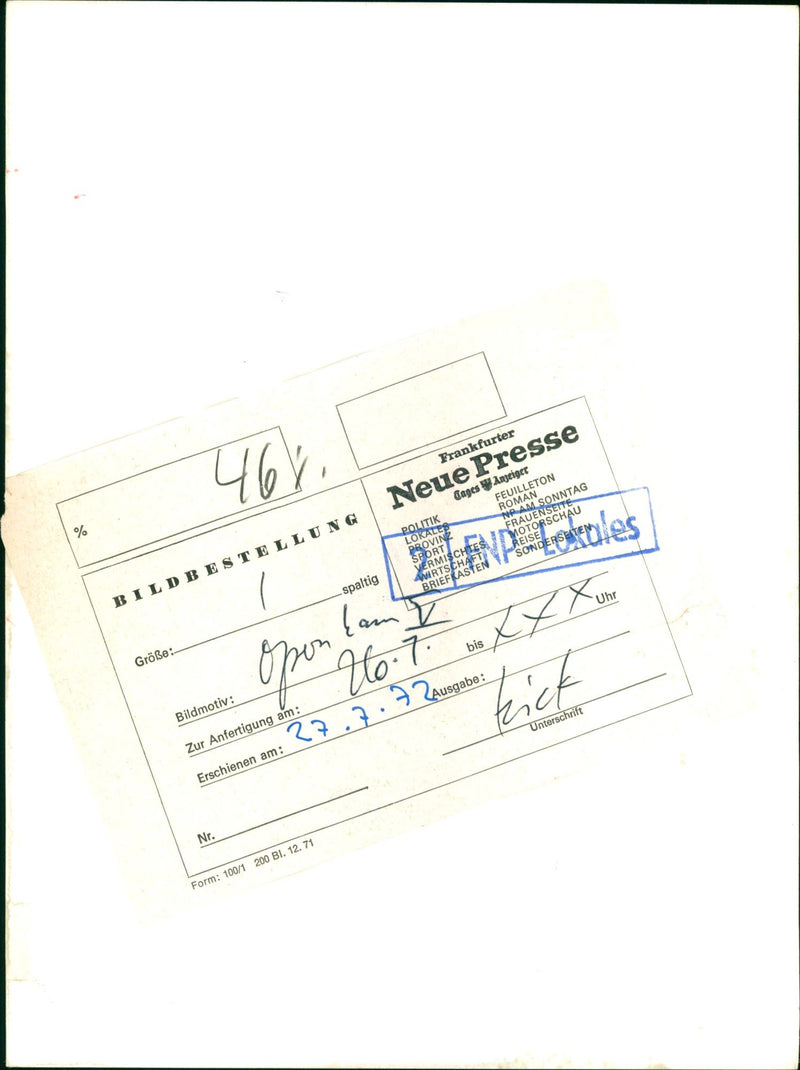 46%.
%
Frankfurter
Neue Presse
Tages Anzeiger
POLITIK
LOKALES
PROVINZ
SPORT
VERMISCHTES
WIRTSCHAFT
BRIEFKASTEN
FEUILLETON
ROMAN
NP AM SONNTAG
FRAUENSEITE
MOTORSCHAU
REISE
SONDERSEITEN
FNP Lokales
BILDBESTELLUNG
Größe: 1 spaltig
Bildmotiv: V
Zur Anfertigung am: 26.7. bis XXX Uhr
Erschienen am: 27.7.72 Ausgabe:
Unterschrift
Nr.
Form: 100/1 200 Bl. 12.71